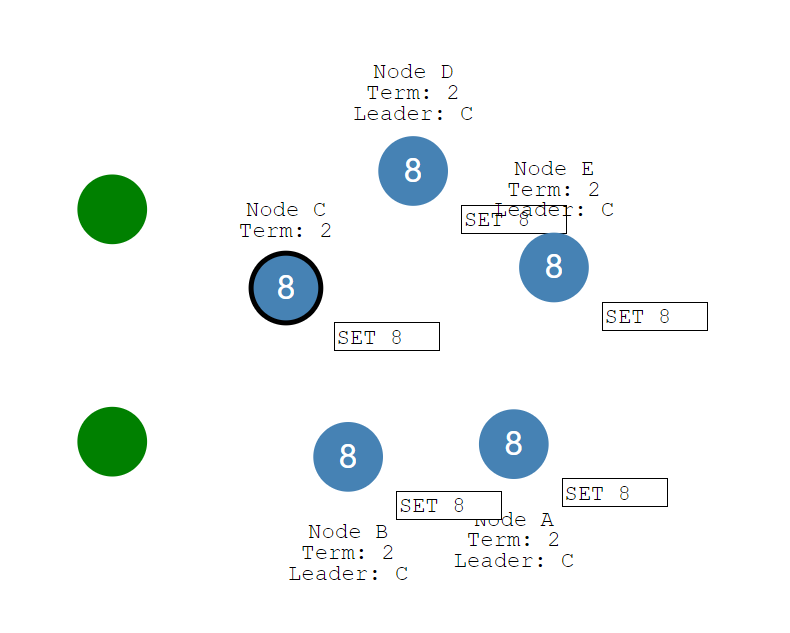 Node D
Term: 2
Leader: C
8
Node E
Term: 2
Leader: C
SET 8
8
SET 8
Node C
Term: 2
8
SET 8
8
SET 8
Node B
Term: 2
Leader: C
8
SET 8
Node A
Term: 2
Leader: C